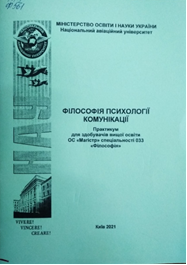 МІНІСТЕРСТВО ОСВІТИ І НАУКИ УКРАЇНИ
Національний авіаційний університет
НАУ
ФІЛОСОФІЯ ПСИХОЛОГІЇ
КОМУНІКАЦІЇ
Практикум
для здобувачів вищої освіти
ОС «Магістр» спеціальності 033
«Філософія»
VIVERE!
VINCERE!
CREARE!
Київ 2021